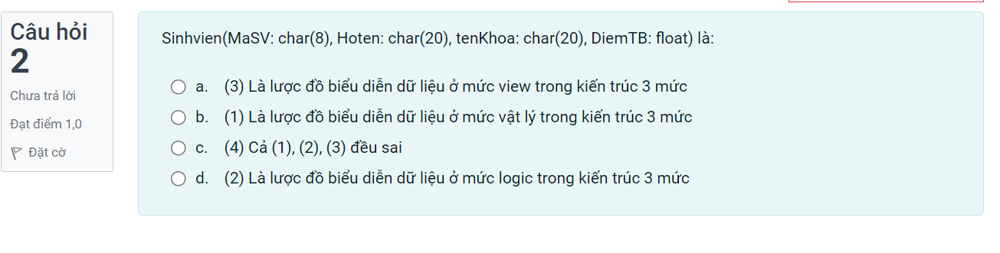 Câu hỏi
2
Chưa trả lời
Đạt điểm 1,0
Đặt cờ
Sinhvien(MaSV: char(8), Hoten: char(20), tenKhoa: char(20), DiemTB: float) là:
a. (3) Là lược đồ biểu diễn dữ liệu ở mức view trong kiến trúc 3 mức
b. (1) Là lược đồ biểu diễn dữ liệu ở mức vật lý trong kiến trúc 3 mức
c. (4) Cả (1), (2), (3) đều sai
d. (2) Là lược đồ biểu diễn dữ liệu ở mức logic trong kiến trúc 3 mức